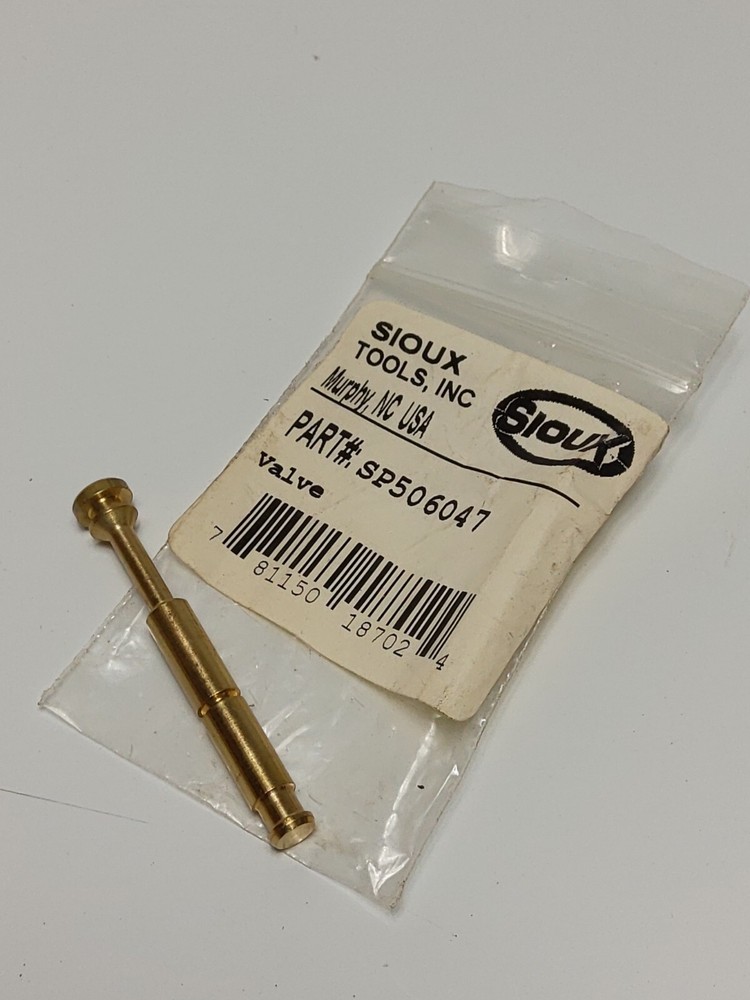 SIOUX
TOOLS, INC
Murphy, NC USA
SIOUX
PART#: SP506047
Valve
7 81150 18702 4